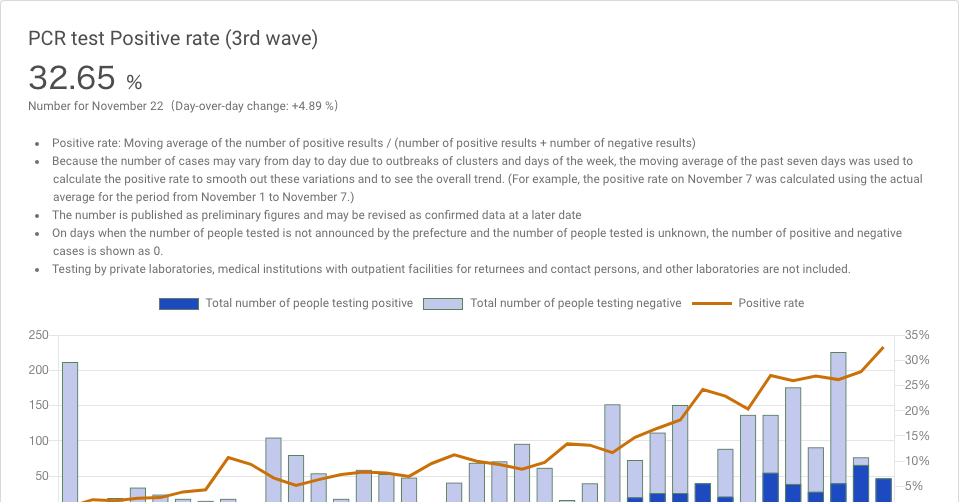 PCR test Positive rate (3rd wave)
32.65 %
Number for November 22 (Day-over-day change: +4.89 %)
• Positive rate: Moving average of the number of positive results / (number of positive results + number of negative results)
• Because the number of cases may vary from day to day due to outbreaks of clusters and days of the week, the moving average of the past seven days was used to
calculate the positive rate to smooth out these variations and to see the overall trend. (For example, the positive rate on November 7 was calculated using the actual
average for the period from November 1 to November 7.)
• The number is published as preliminary figures and may be revised as confirmed data at a later date
• On days when the number of people tested is not announced by the prefecture and the number of people tested is unknown, the number of positive and negative
cases is shown as 0.
• Testing by private laboratories, medical institutions with outpatient facilities for returnees and contact persons, and other laboratories are not included.
Total number of people testing positive Total number of people testing negative Positive rate
250 35%
30%
200
25%
150 20%
15%
100
10%
50
5%